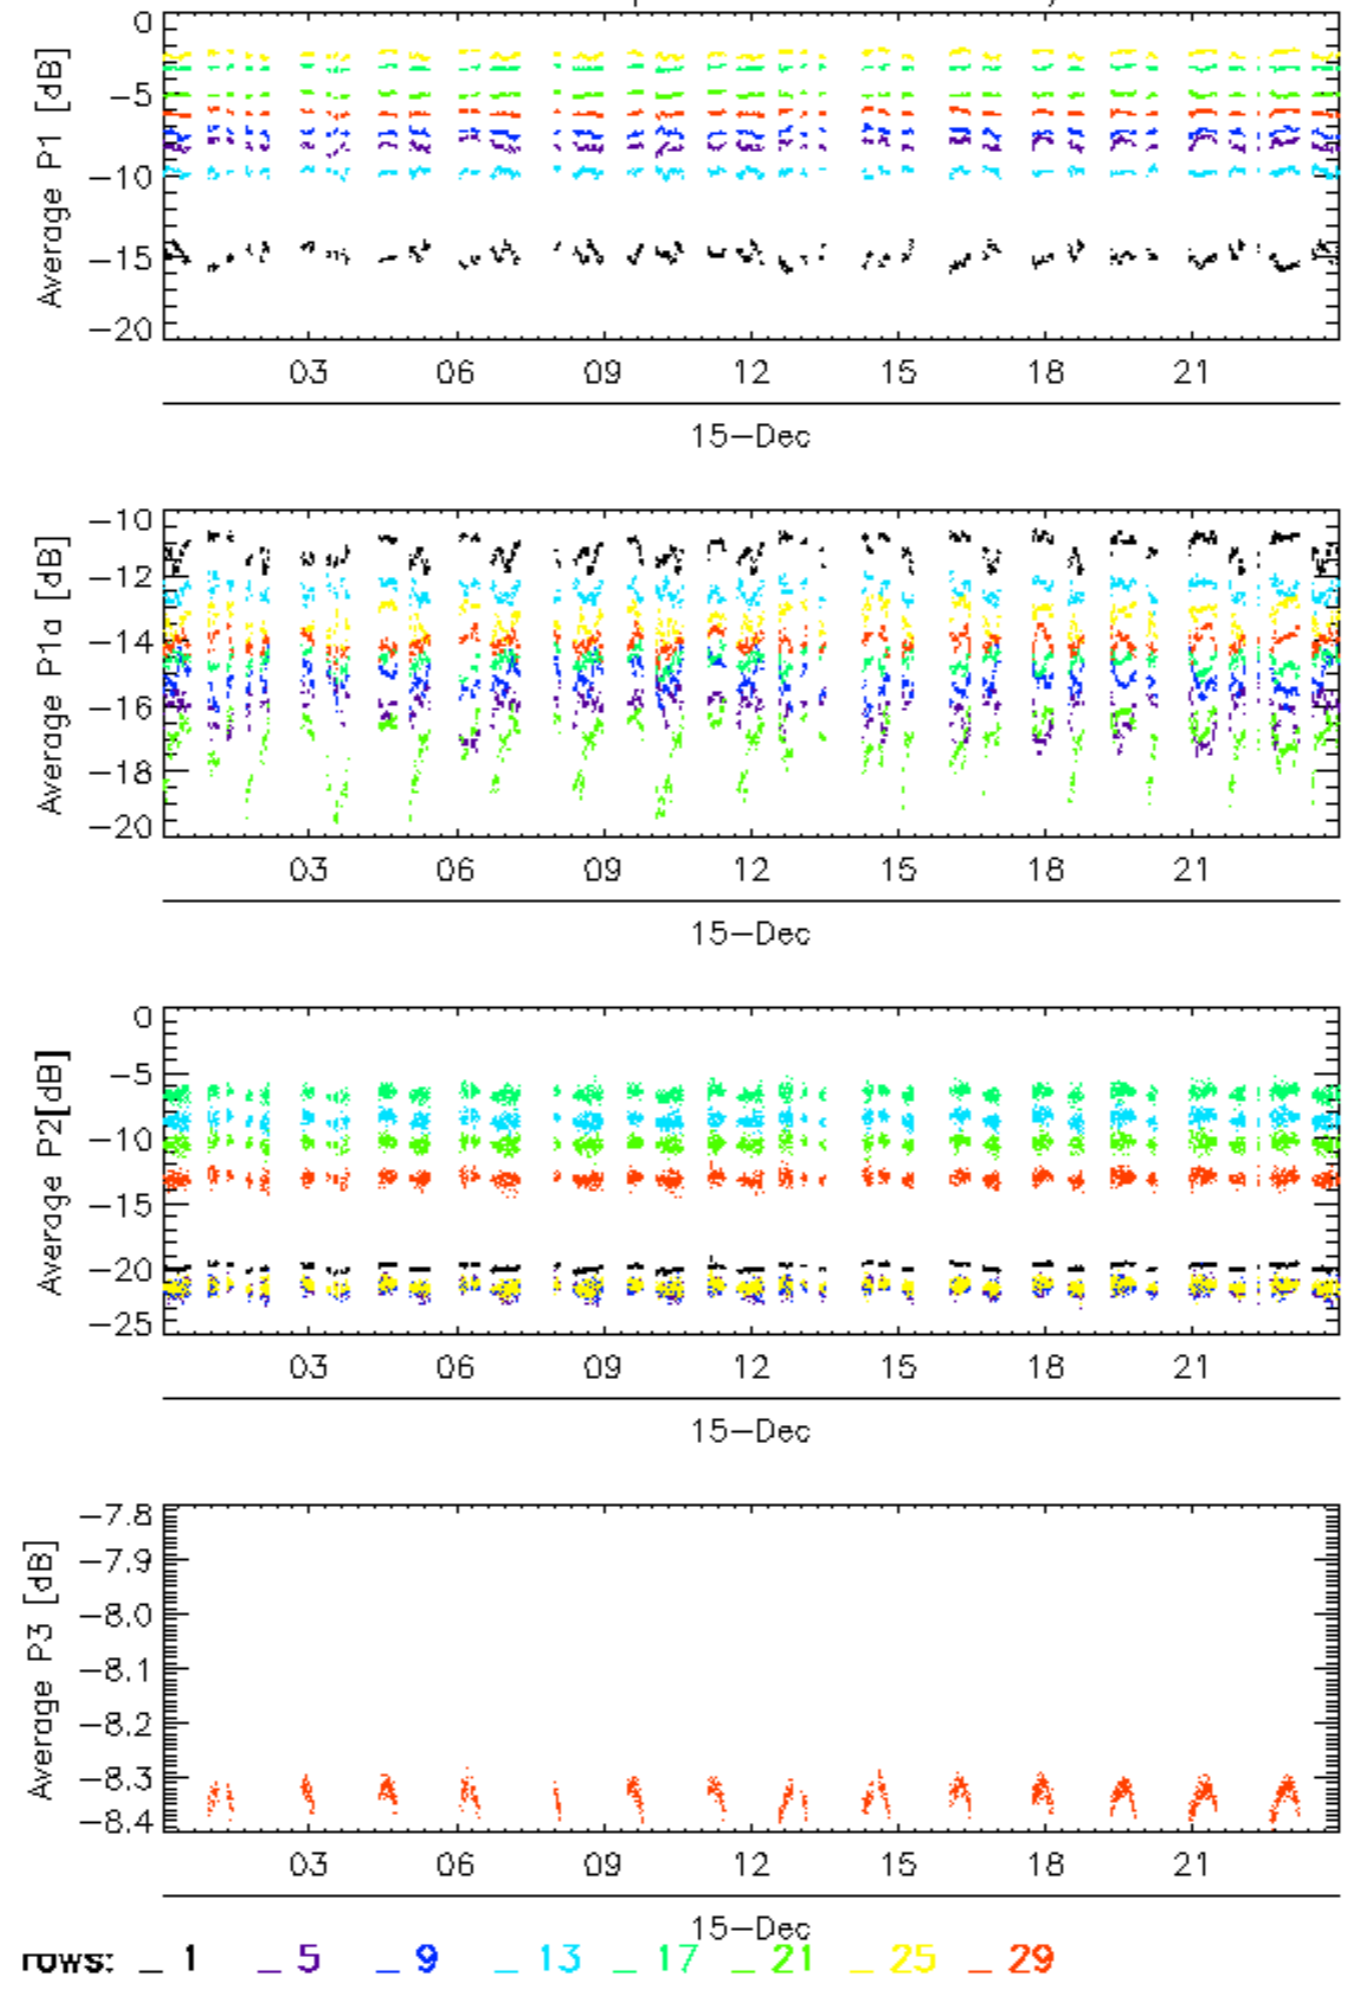 Average P1 [dB]
0
−5
−10
−15
−20
03 06 09 12 15 18 21
15−Dec
Average P1a [dB]
−10
−12
−14
−16
−18
−20
03 06 09 12 15 18 21
15−Dec
Average P2[dB]
0
−5
−10
−15
−20
−25
03 06 09 12 15 18 21
15−Dec
Average P3 [dB]
−7.8
−7.9
−8.0
−8.1
−8.2
−8.3
−8.4
03 06 09 12 15 18 21
15−Dec
rows: _ 1 _ 5 _ 9 _ 13 _ 17 _ 21 _ 25 _ 29